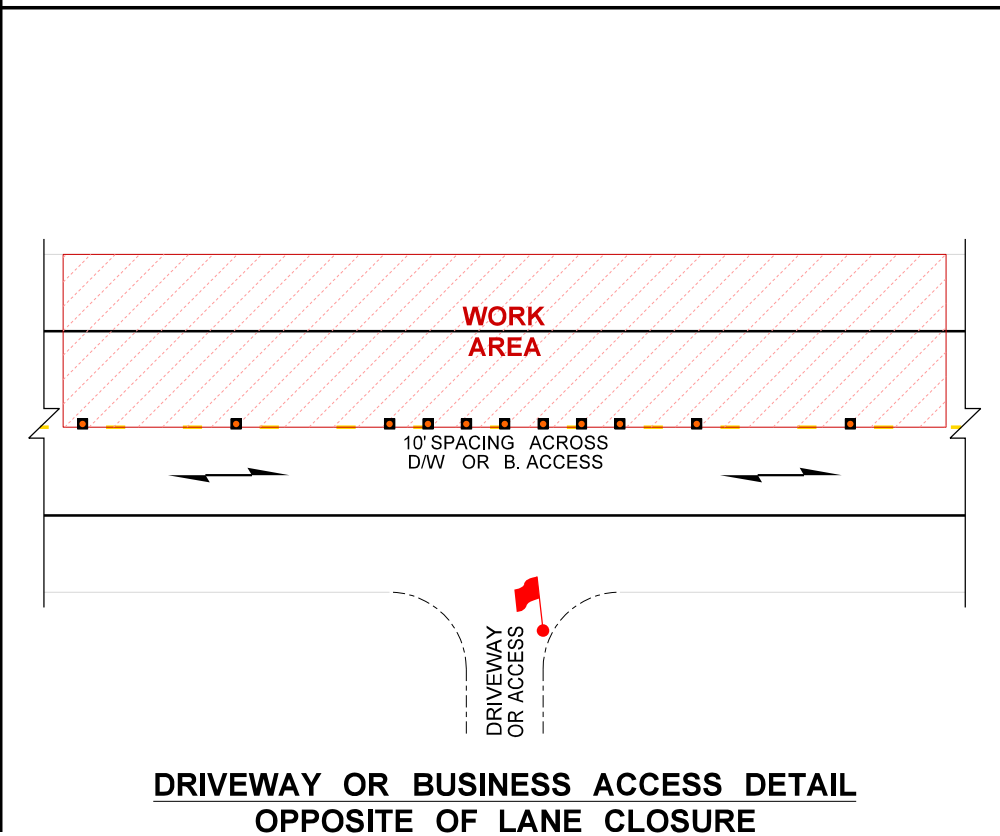 WORK
AREA
10' SPACING ACROSS
D/W OR B. ACCESS
DRIVEWAY
OR ACCESS
DRIVEWAY OR BUSINESS ACCESS DETAIL
OPPOSITE OF LANE CLOSURE